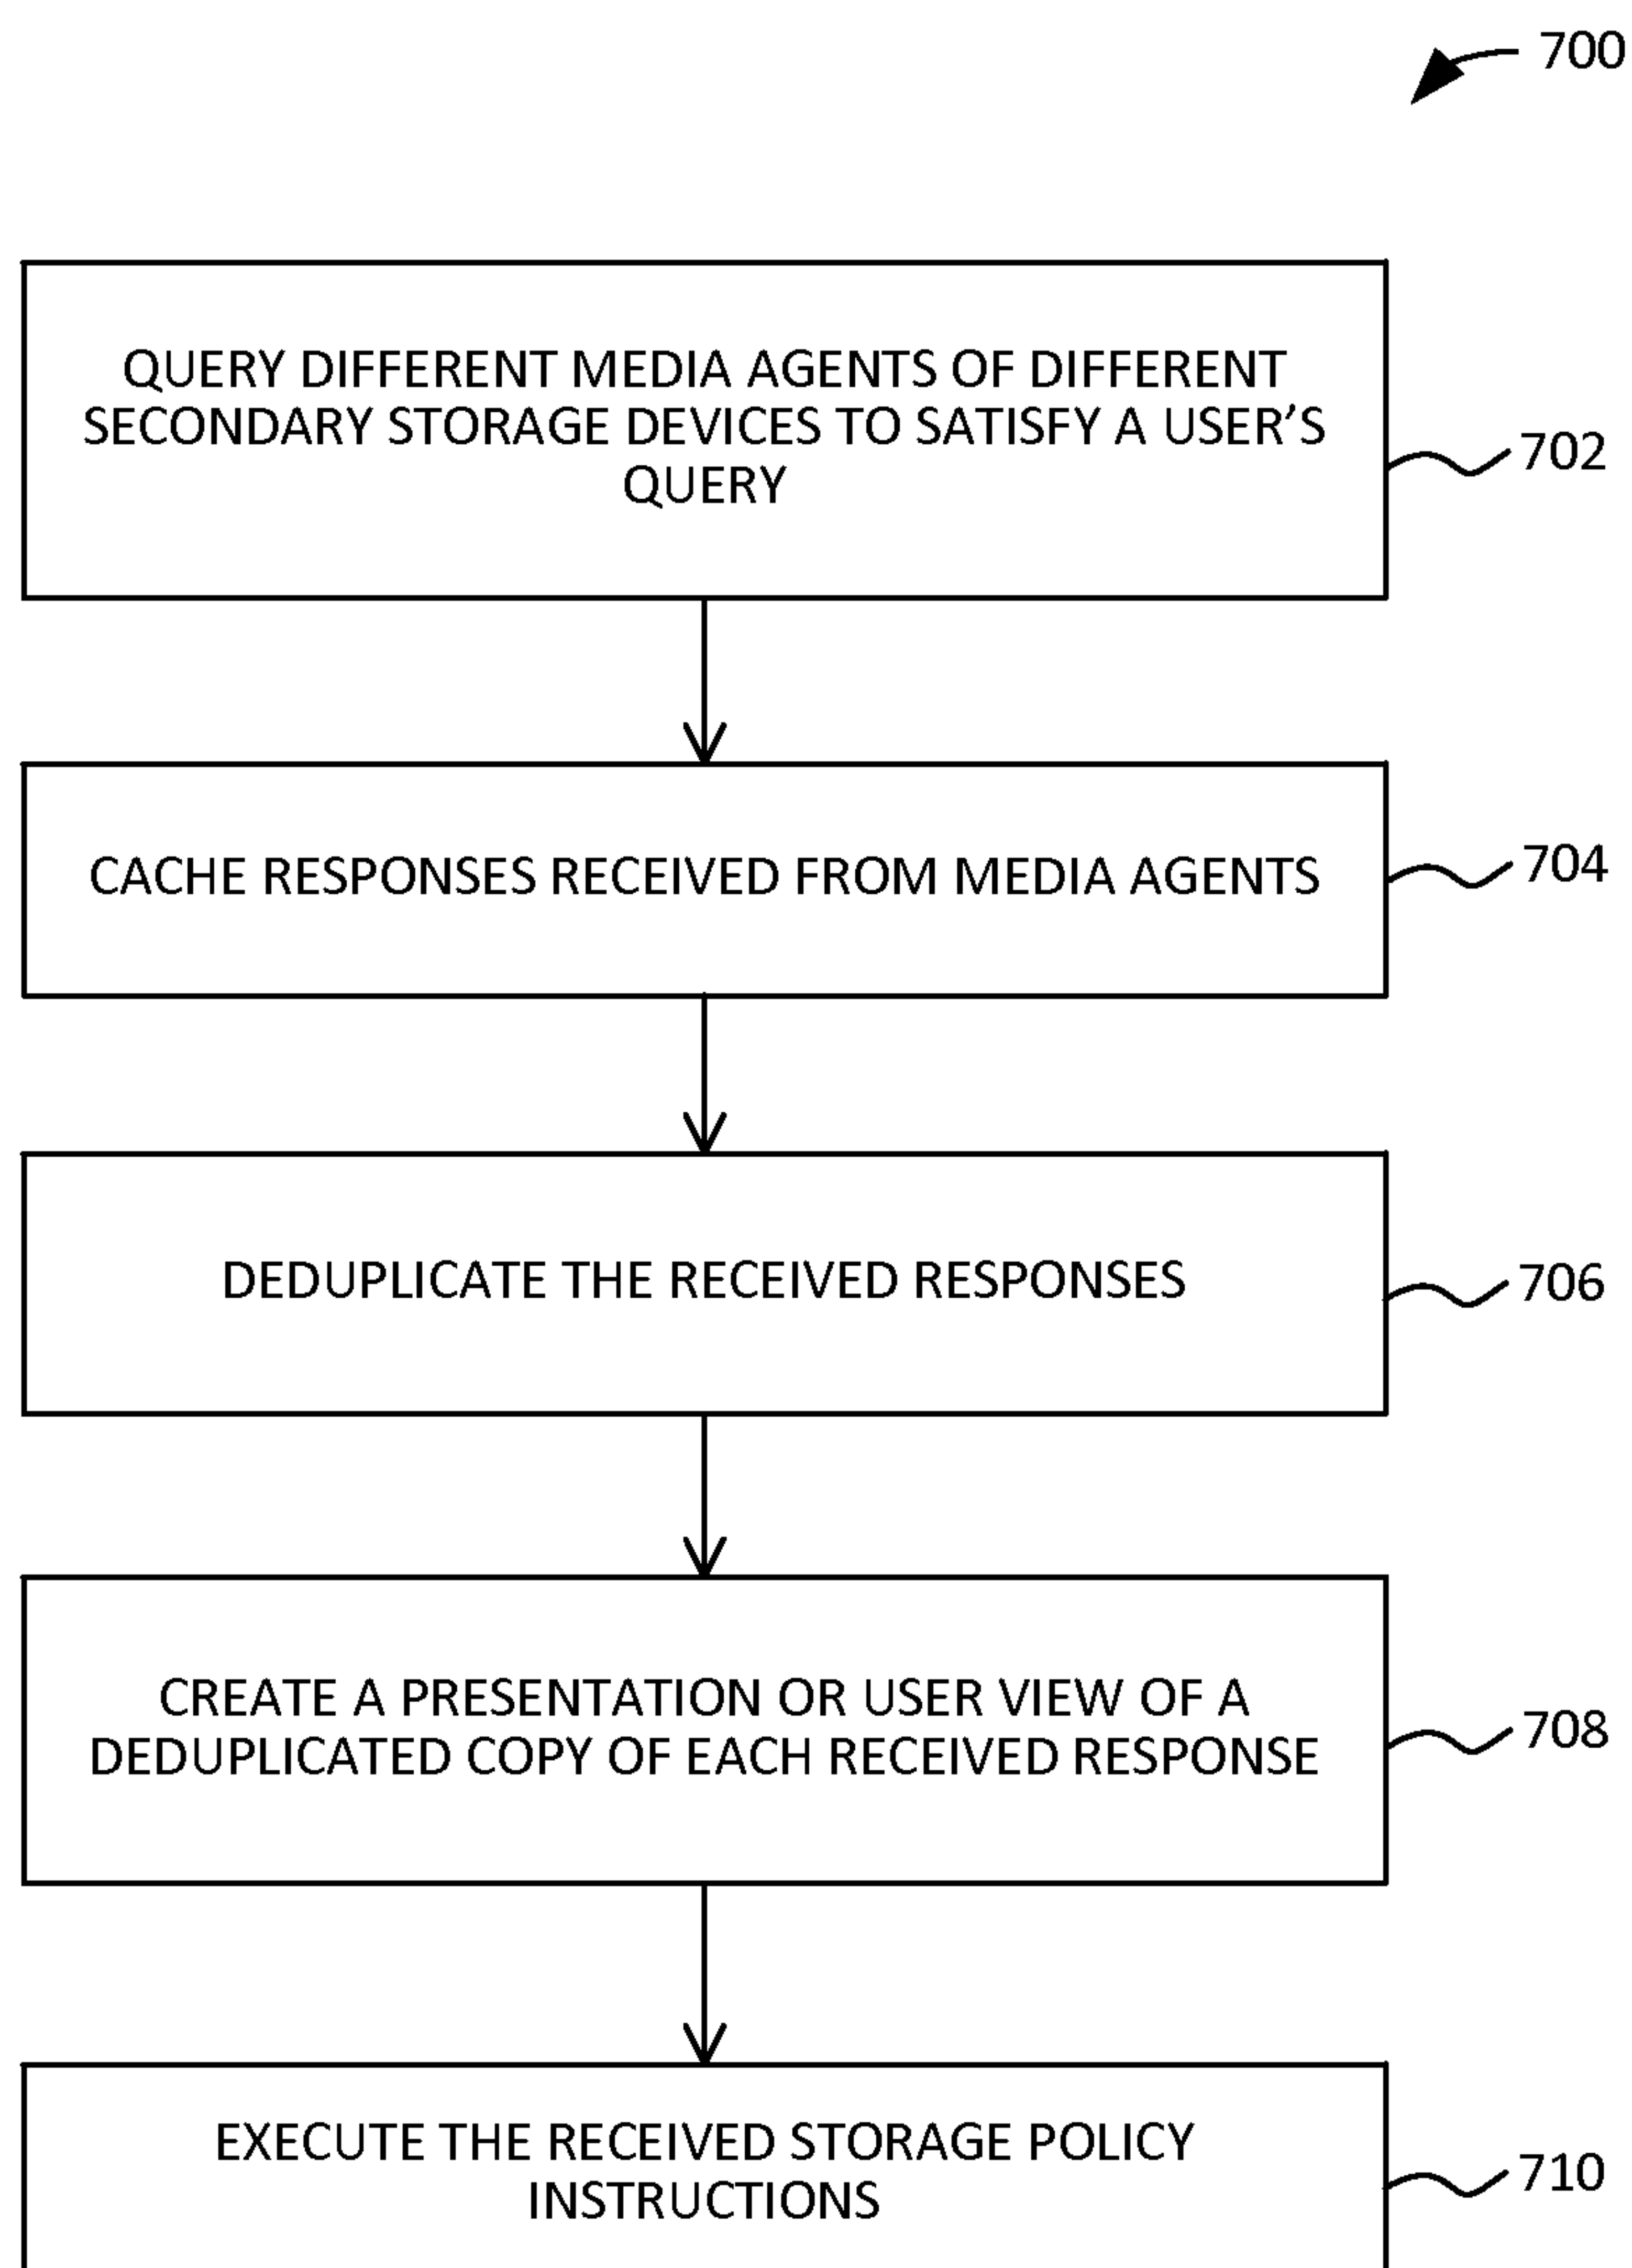 700
QUERY DIFFERENT MEDIA AGENTS OF DIFFERENT
SECONDARY STORAGE DEVICES TO SATISFY A USER’S
QUERY
702
CACHE RESPONSES RECEIVED FROM MEDIA AGENTS
704
DEDUPLICATE THE RECEIVED RESPONSES
706
CREATE A PRESENTATION OR USER VIEW OF A
DEDUPLICATED COPY OF EACH RECEIVED RESPONSE
708
EXECUTE THE RECEIVED STORAGE POLICY
INSTRUCTIONS
710